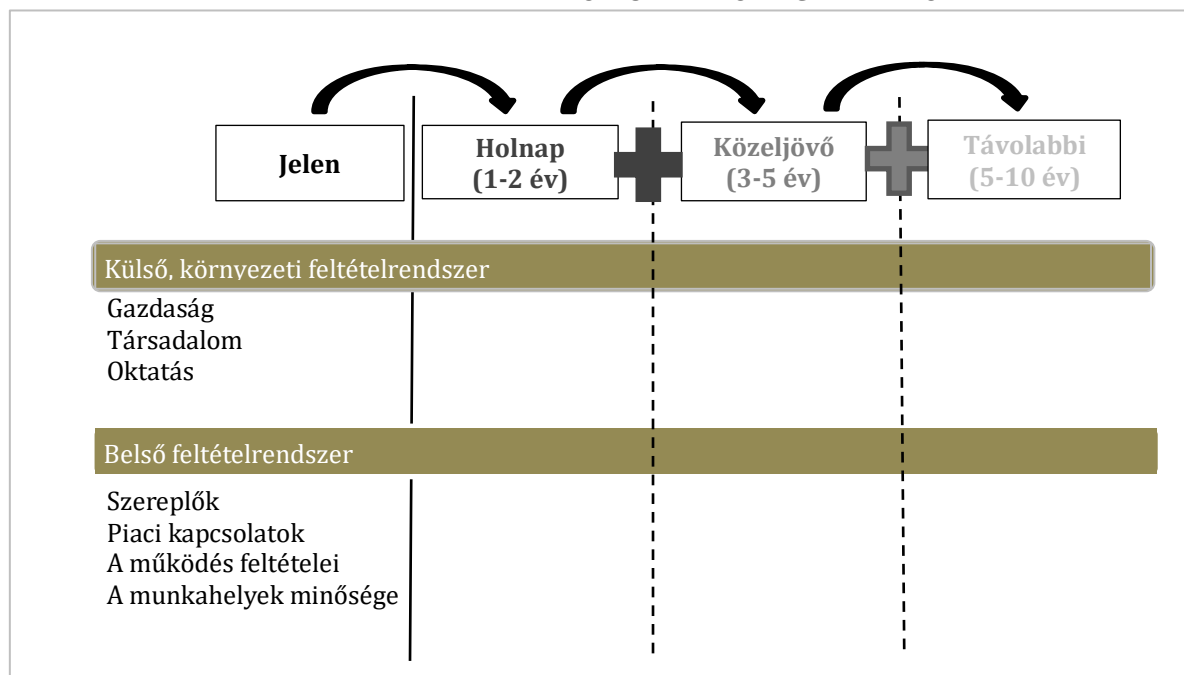 Jelen
Holnap
(1-2 év)
Közeljövő
(3-5 év)
Távolabbi
(5-10 év)
Külső, környezeti feltételrendszer
Gazdaság
Társadalom
Oktatás
Belső feltételrendszer
Szereplők
Piaci kapcsolatok
A működés feltételei
A munkahelyek minősége